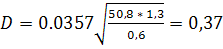 D = 0.0357√(50,8 * 1,3 / 0,6) = 0,37